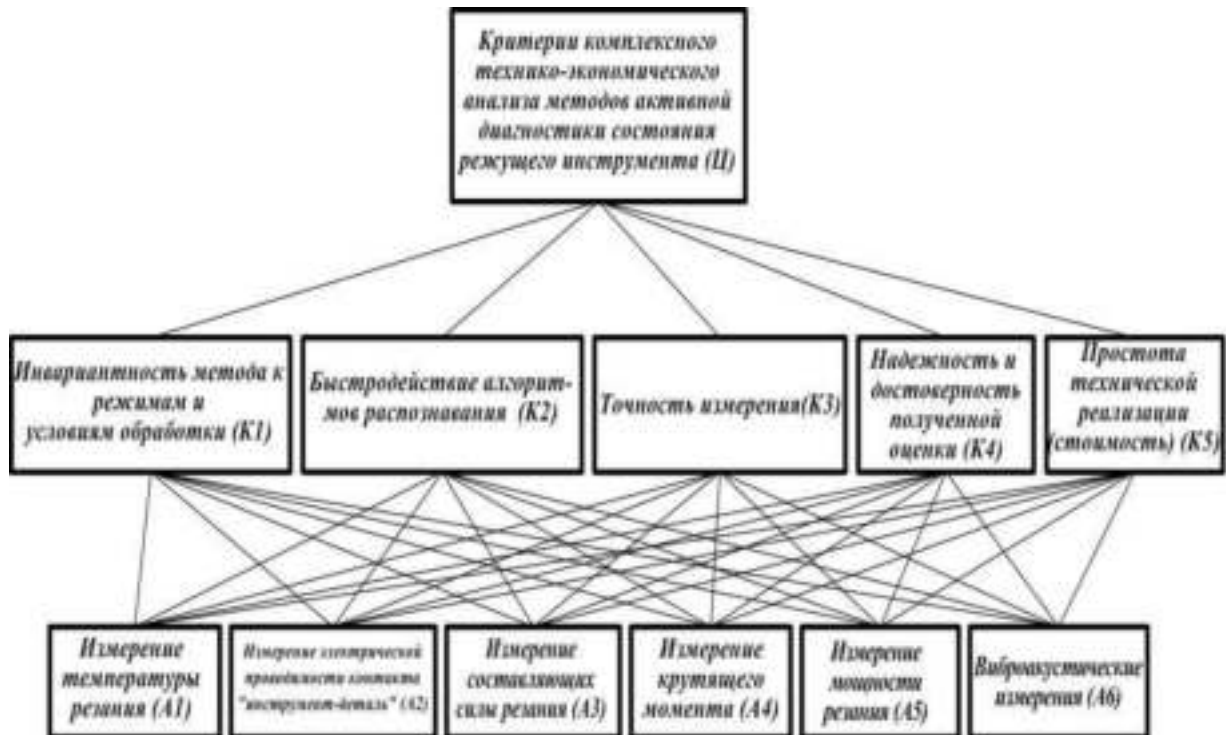 Критерии комплексного
технико-экономического
анализа методов активной
диагностики состояния
режущего инструмента (Ц)
Инвариантность метода к
режимам и
условиям обработки (К1)
Быстродействие алгорит-
мов распознавания (К2)
Точность измерения(К3)
Надежность и
достоверность
полученной
оценки (К4)
Простота
технической
реализации
(стоимость) (К5)
Измерение
температуры
резания (А1)
Измерение электрической
проводимости контакта
"инструмент-деталь" (А2)
Измерение
составляющих
силы резания (А3)
Измерение
крутящего
момента (А4)
Измерение
мощности
резания (А5)
Виброакустические
измерения (А6)